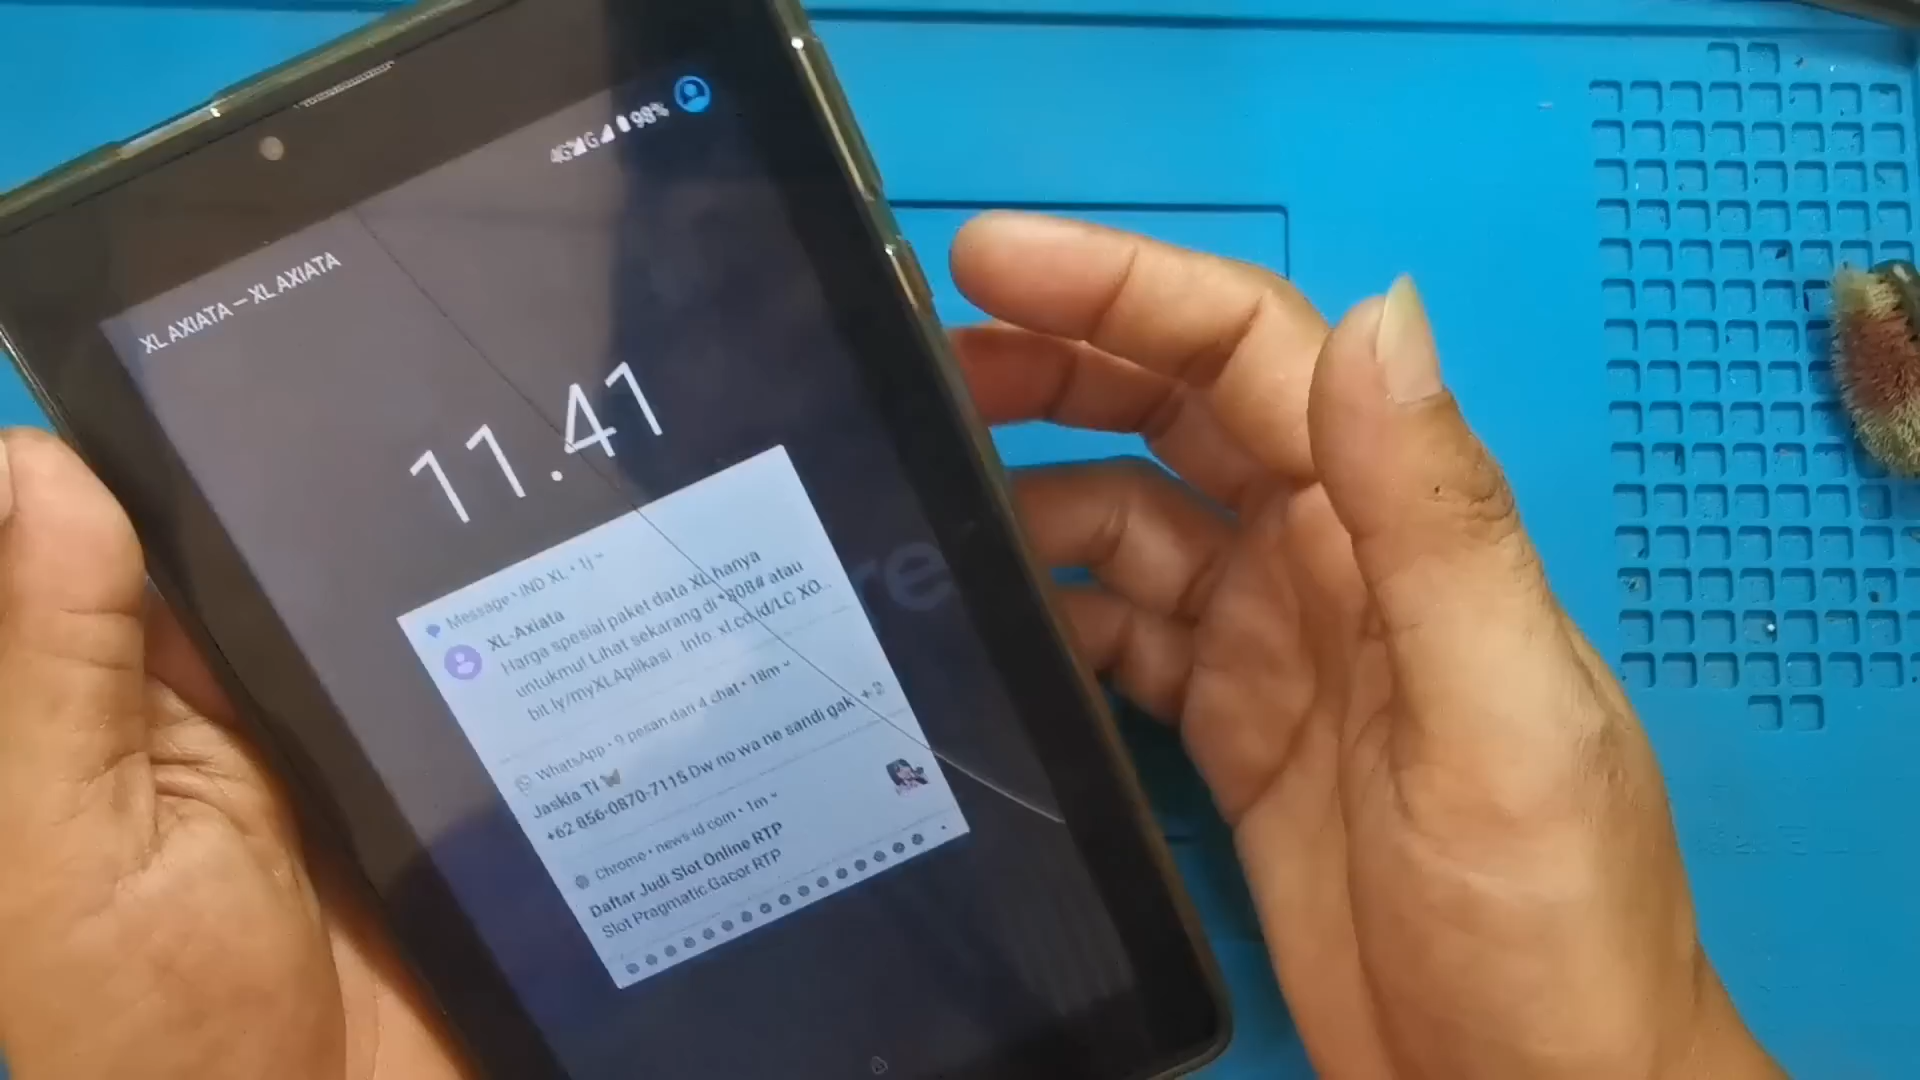 4G G 98%
XL AXIATA — XL AXIATA
11.41
Message • IND XL • 1j
XL-Axiata
Harga spesial paket data XL hanya
untukmu! Lihat sekarang di *808# atau
bit.ly/myXLAplikasi . Info: xl.co.id/LC XO...
WhatsApp • 9 pesan dari 4 chat • 18m
Jaskia TI
+62 856-0870-7115 Dw no wa ne sandi gak
+2
Chrome • news-id.com • 1m
Daftar Judi Slot Online RTP
Slot Pragmatic Gacor RTP
re